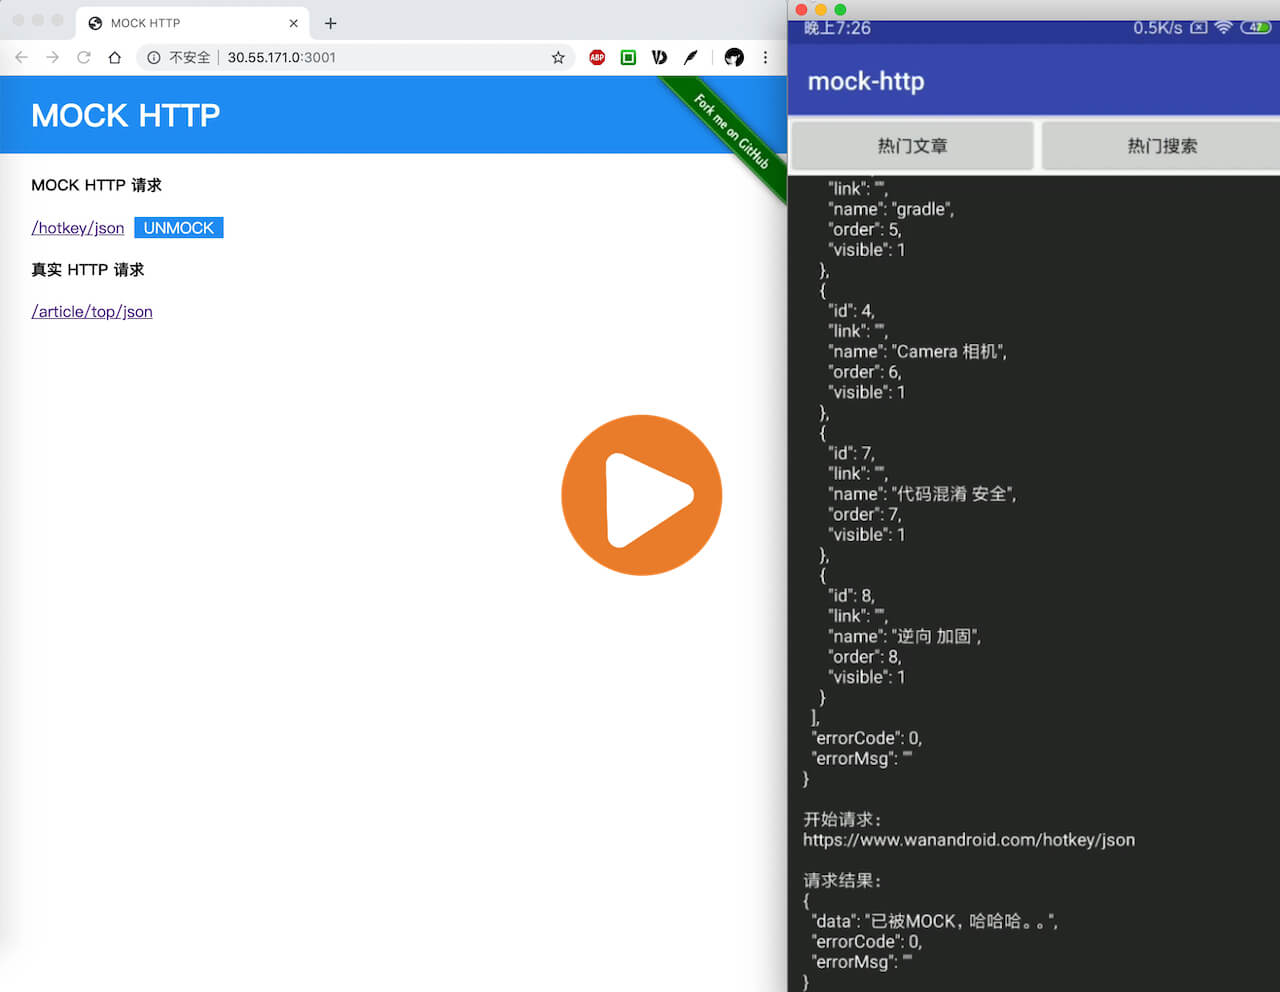 MOCK HTTP
不安全 30.55.171.0:3001
ABP
MOCK HTTP
Fork me on GitHub
MOCK HTTP 请求
/hotkey/json UNMOCK
真实 HTTP 请求
/article/top/json
晚上7:26 0.5K/s 47
mock-http
热门文章 热门搜索
"link": "",
"name": "gradle",
"order": 5,
"visible": 1
},
{
"id": 4,
"link": "",
"name": "Camera 相机",
"order": 6,
"visible": 1
},
{
"id": 7,
"link": "",
"name": "代码混淆 安全",
"order": 7,
"visible": 1
},
{
"id": 8,
"link": "",
"name": "逆向 加固",
"order": 8,
"visible": 1
}
],
"errorCode": 0,
"errorMsg": ""
}
开始请求：
https://www.wanandroid.com/hotkey/json
请求结果：
{
"data": "已被MOCK，哈哈哈。。",
"errorCode": 0,
"errorMsg": ""
}